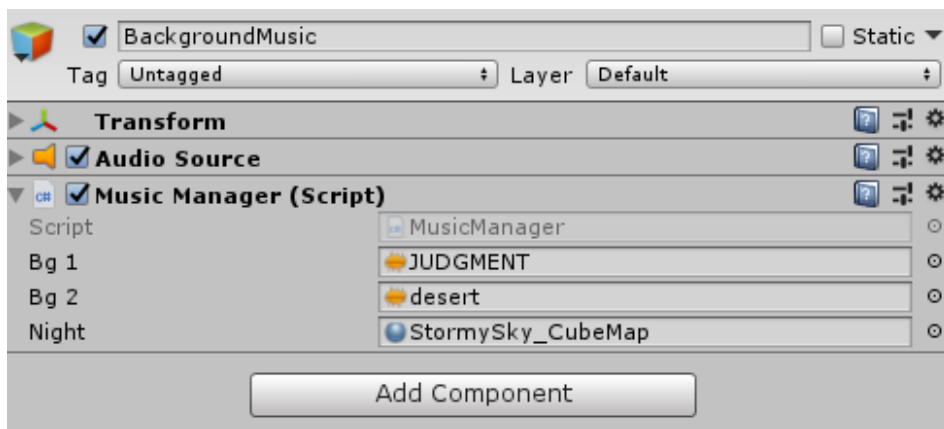 BackgroundMusic Static
Tag Untagged Layer Default
Transform
Audio Source
c# Music Manager (Script)
Script MusicManager
Bg 1 JUDGMENT
Bg 2 desert
Night StormySky_CubeMap
Add Component